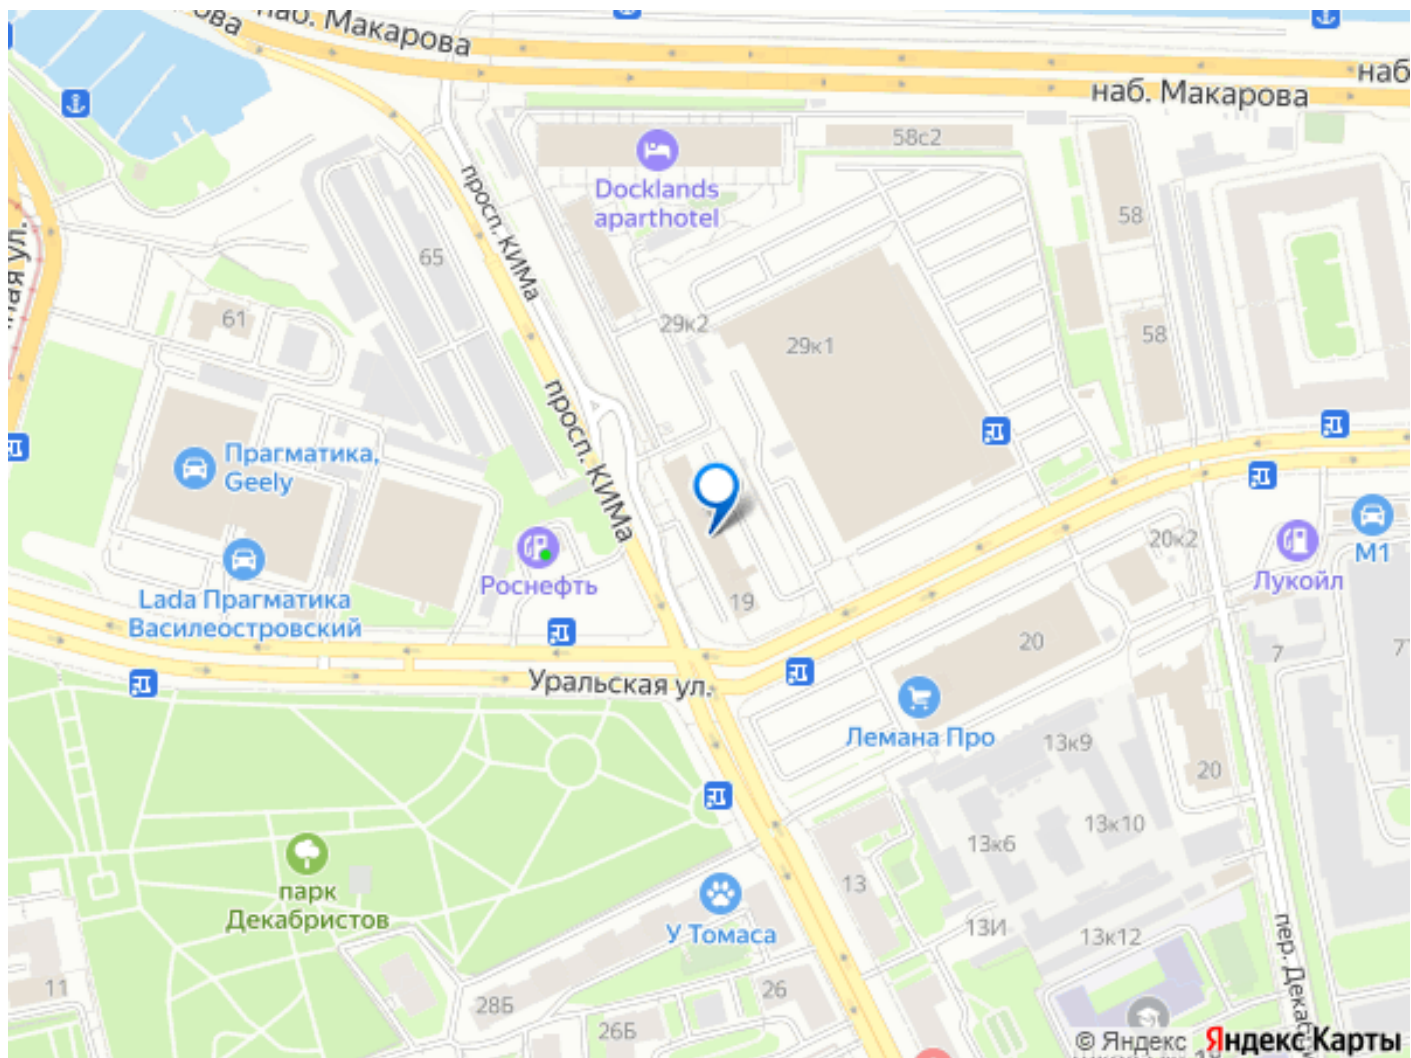 наб. Макарова
наб. Макарова
58с2
Docklands
aparthotel
просп. КИМа
58
65
61
29к2
29к1
58
просп. КИМа
Прагматика,
Geely
Роснефть
Lada Прагматика
Василеостровский
19
20к2
Лукойл
М1
20
7
Уральская ул.
Лемана Про
13к9
20
13к6
13к10
парк
Декабристов
13
У Томаса
13И
13к12
11
28Б
26
26Б
© Яндекс Яндекс Карты